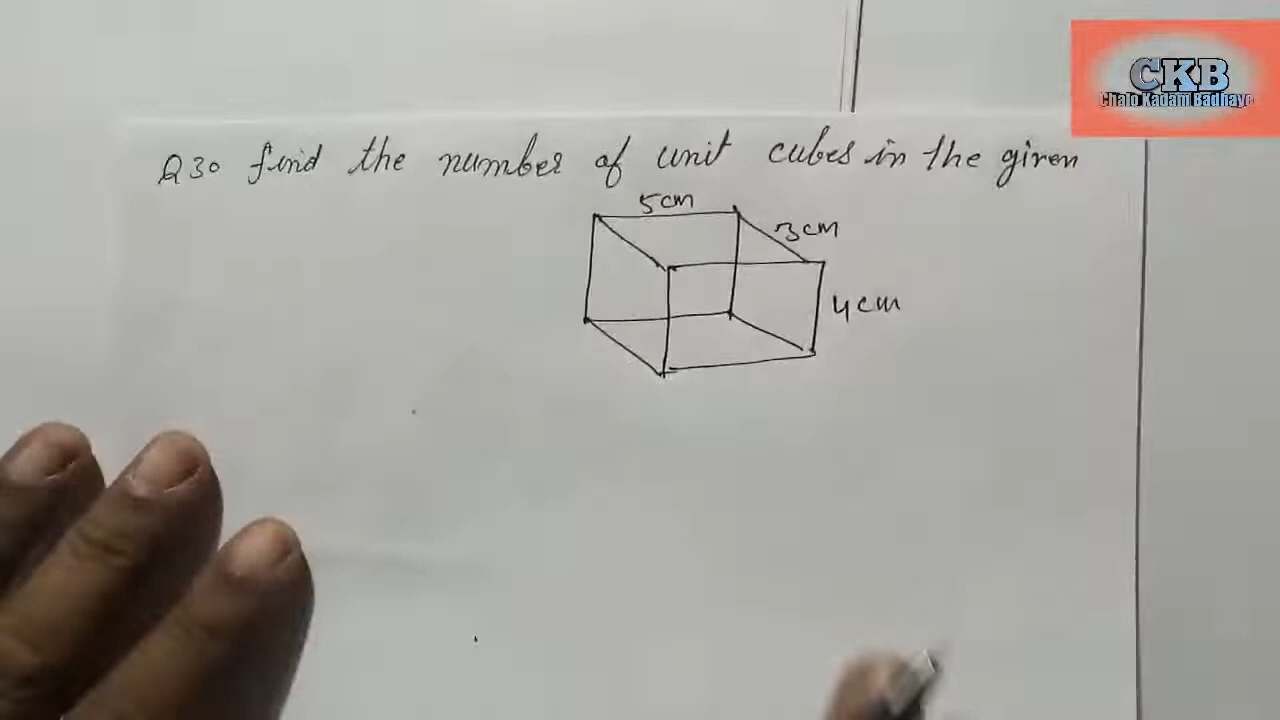 CKB
Chalo Kadam Badhaye
Q30 find the number of unit cubes in the given
5cm
3cm
4cm